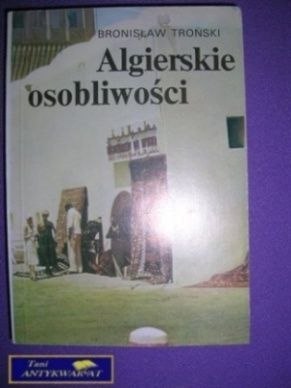 BRONISŁAW TROŃSKI
Algierskie
osobliwości
Tani
ANTYKWARIAT